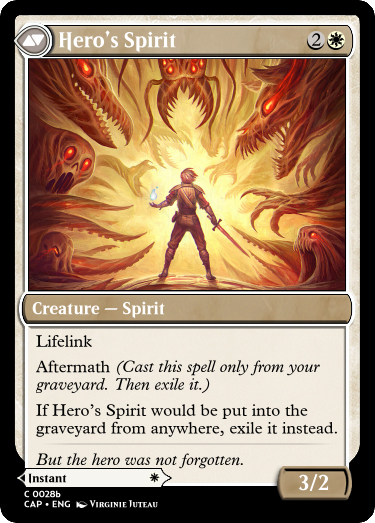 Hero's Spirit 2
Creature — Spirit
Lifelink
Aftermath (Cast this spell only from your
graveyard. Then exile it.)
If Hero's Spirit would be put into the
graveyard from anywhere, exile it instead.
But the hero was not forgotten.
Instant
3/2
C 0028b
CAP • ENG Virginie Juteau